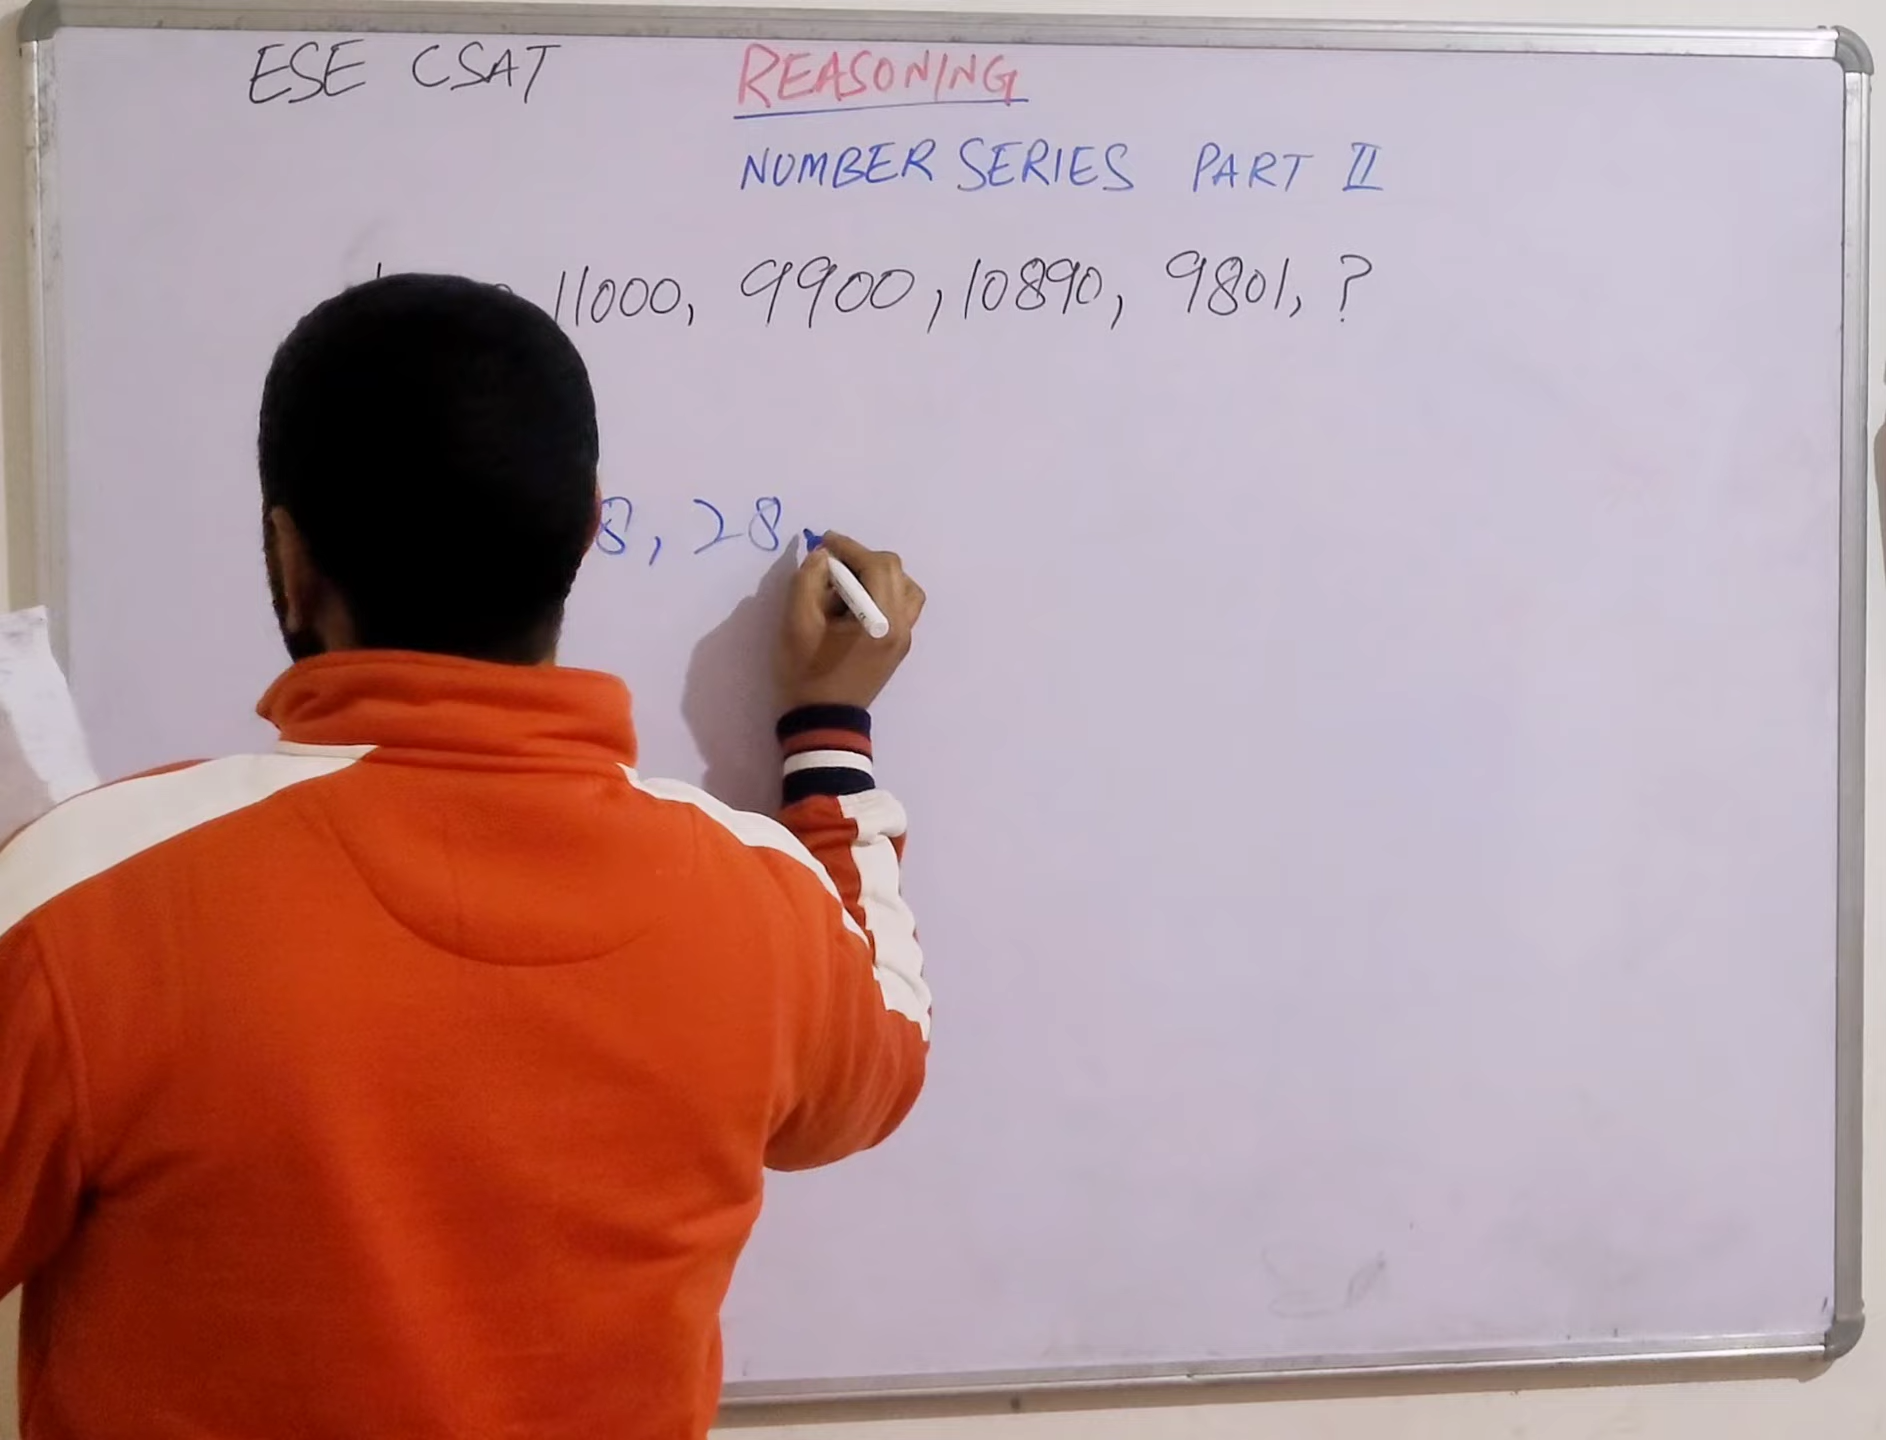 ESE CSAT REASONING
NUMBER SERIES PART II
11000, 9900, 10890, 9801, ?
8, 28